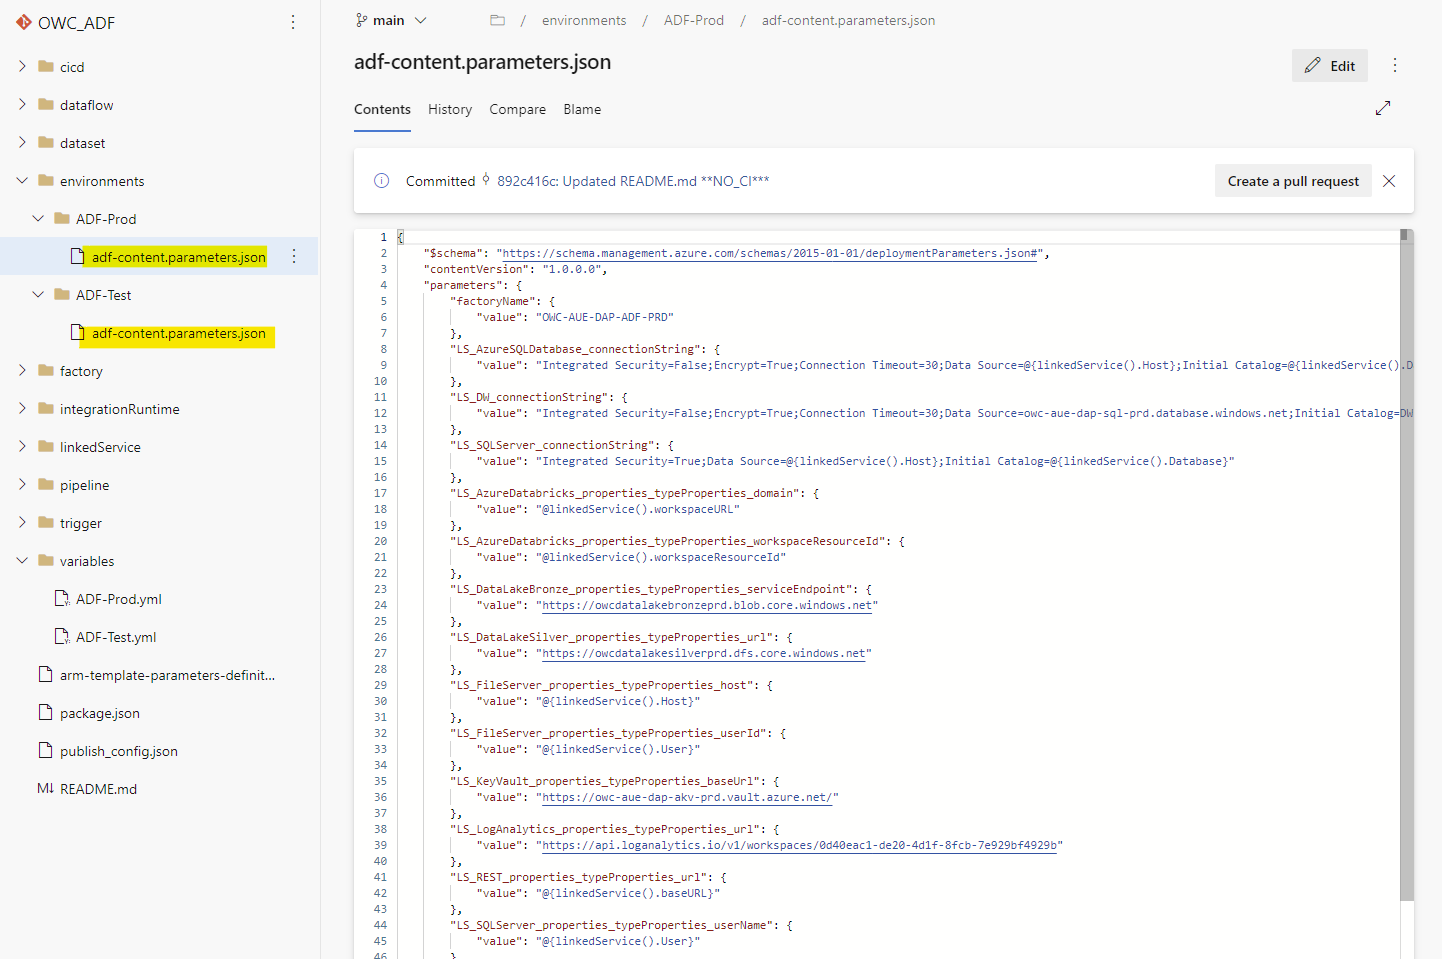 OWC_ADF
cicd
dataflow
dataset
environments
ADF-Prod
adf-content.parameters.json
ADF-Test
adf-content.parameters.json
factory
integrationRuntime
linkedService
pipeline
trigger
variables
ADF-Prod.yml
ADF-Test.yml
arm-template-parameters-definit...
package.json
publish_config.json
README.md
main / environments / ADF-Prod / adf-content.parameters.json
adf-content.parameters.json
Edit
Contents History Compare Blame
Committed 892c416c: Updated README.md **NO_CI***
Create a pull request
1 {
2 "$schema": "https://schema.management.azure.com/schemas/2015-01-01/deploymentParameters.json#",
3 "contentVersion": "1.0.0.0",
4 "parameters": {
5 "factoryName": {
6 "value": "OWC-AUE-DAP-ADF-PRD"
7 },
8 "LS_AzureSQLDatabase_connectionString": {
9 "value": "Integrated Security=False;Encrypt=True;Connection Timeout=30;Data Source=@{linkedService().Host};Initial Catalog=@{linkedService().D
10 },
11 "LS_DW_connectionString": {
12 "value": "Integrated Security=False;Encrypt=True;Connection Timeout=30;Data Source=owc-aue-dap-sql-prd.database.windows.net;Initial Catalog=DW
13 },
14 "LS_SQLServer_connectionString": {
15 "value": "Integrated Security=True;Data Source=@{linkedService().Host};Initial Catalog=@{linkedService().Database}"
16 },
17 "LS_AzureDatabricks_properties_typeProperties_domain": {
18 "value": "@linkedService().workspaceURL"
19 },
20 "LS_AzureDatabricks_properties_typeProperties_workspaceResourceId": {
21 "value": "@linkedService().workspaceResourceId"
22 },
23 "LS_DataLakeBronze_properties_typeProperties_serviceEndpoint": {
24 "value": "https://owcdatalakebronzeprd.blob.core.windows.net"
25 },
26 "LS_DataLakeSilver_properties_typeProperties_url": {
27 "value": "https://owcdatalakesilverprd.dfs.core.windows.net"
28 },
29 "LS_FileServer_properties_typeProperties_host": {
30 "value": "@{linkedService().Host}"
31 },
32 "LS_FileServer_properties_typeProperties_userId": {
33 "value": "@{linkedService().User}"
34 },
35 "LS_KeyVault_properties_typeProperties_baseUrl": {
36 "value": "https://owc-aue-dap-akv-prd.vault.azure.net/"
37 },
38 "LS_LogAnalytics_properties_typeProperties_url": {
39 "value": "https://api.loganalytics.io/v1/workspaces/0d40eac1-de20-4d1f-8fcb-7e929bf4929b"
40 },
41 "LS_REST_properties_typeProperties_url": {
42 "value": "@{linkedService().baseURL}"
43 },
44 "LS_SQLServer_properties_typeProperties_userName": {
45 "value": "@{linkedService().User}"
46 }